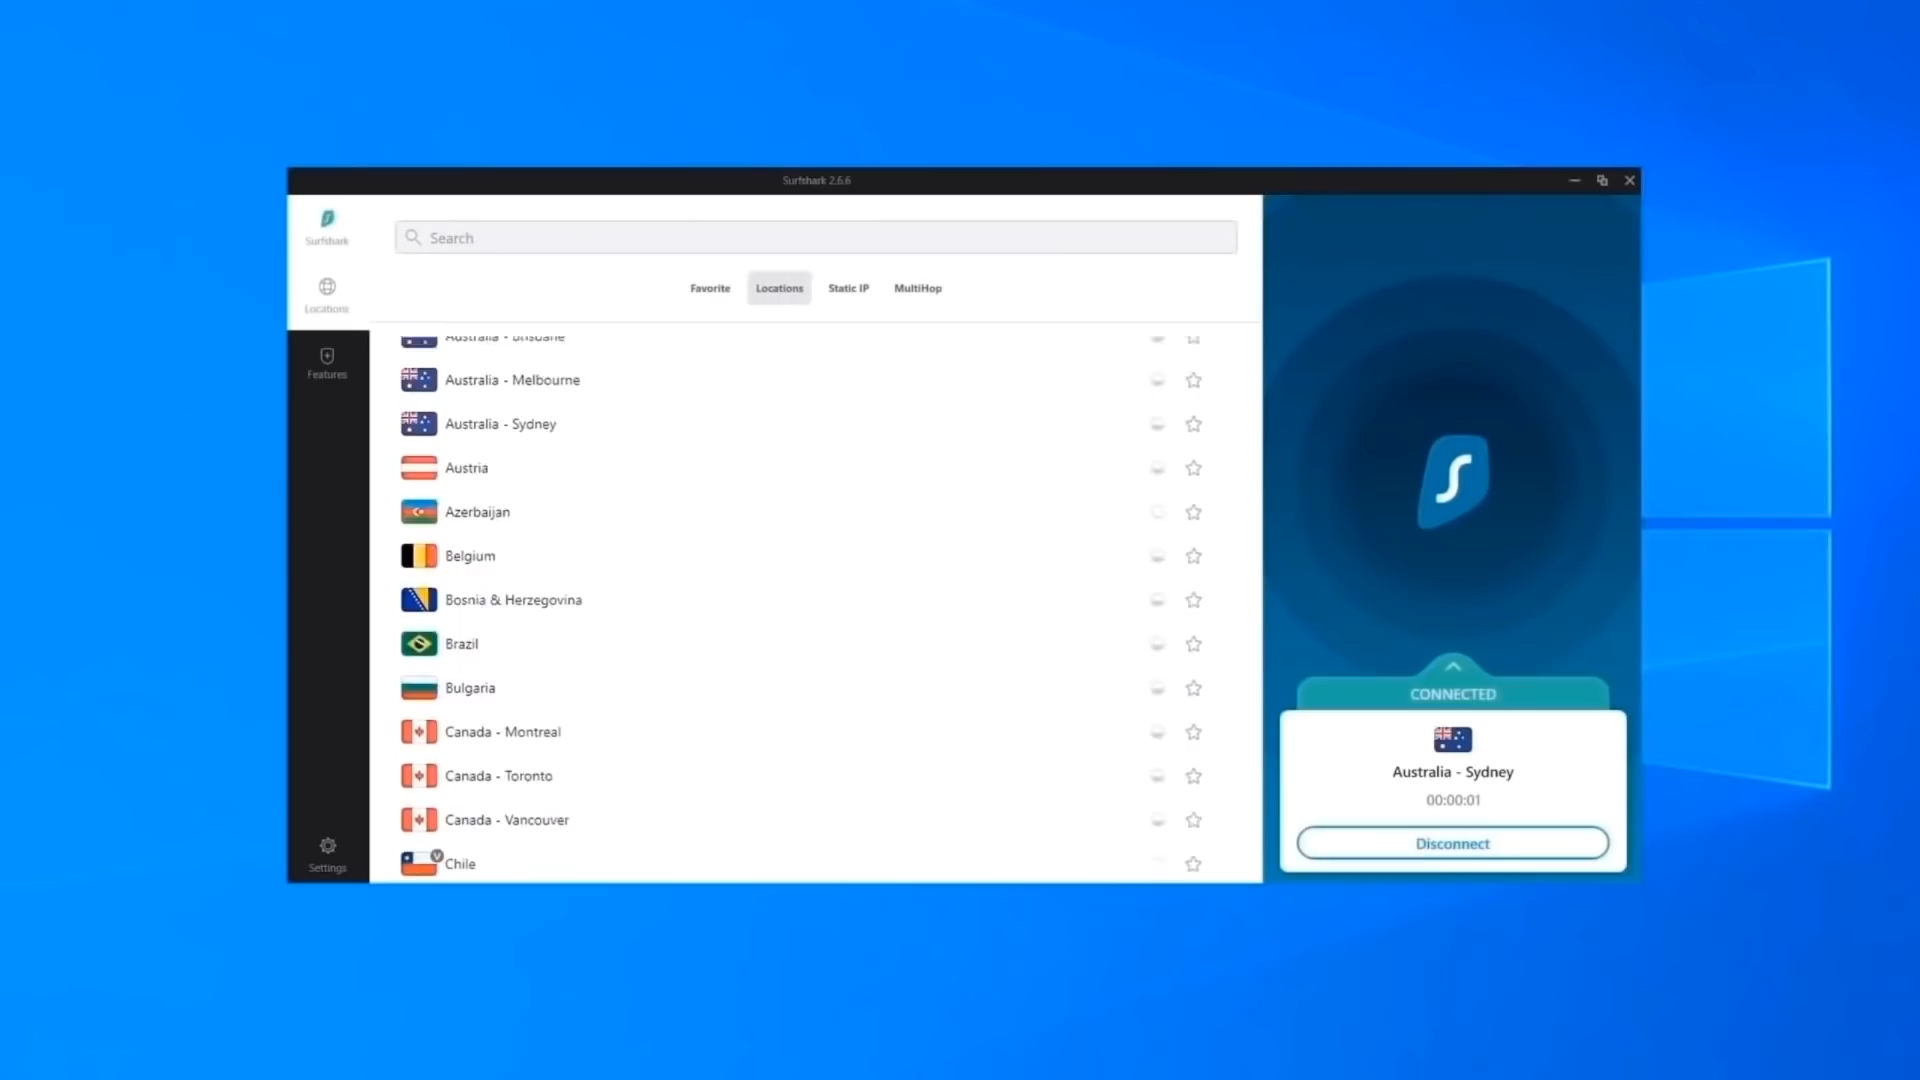 Surfshark 2.6.6
Surfshark
Search
Locations
Favorite
Locations
Static IP
MultiHop
Features
Australia - Brisbane
Australia - Melbourne
Australia - Sydney
Austria
Azerbaijan
Belgium
Bosnia & Herzegovina
Brazil
Bulgaria
Canada - Montreal
Canada - Toronto
Canada - Vancouver
V
Chile
Settings
S
CONNECTED
Australia - Sydney
00:00:01
Disconnect